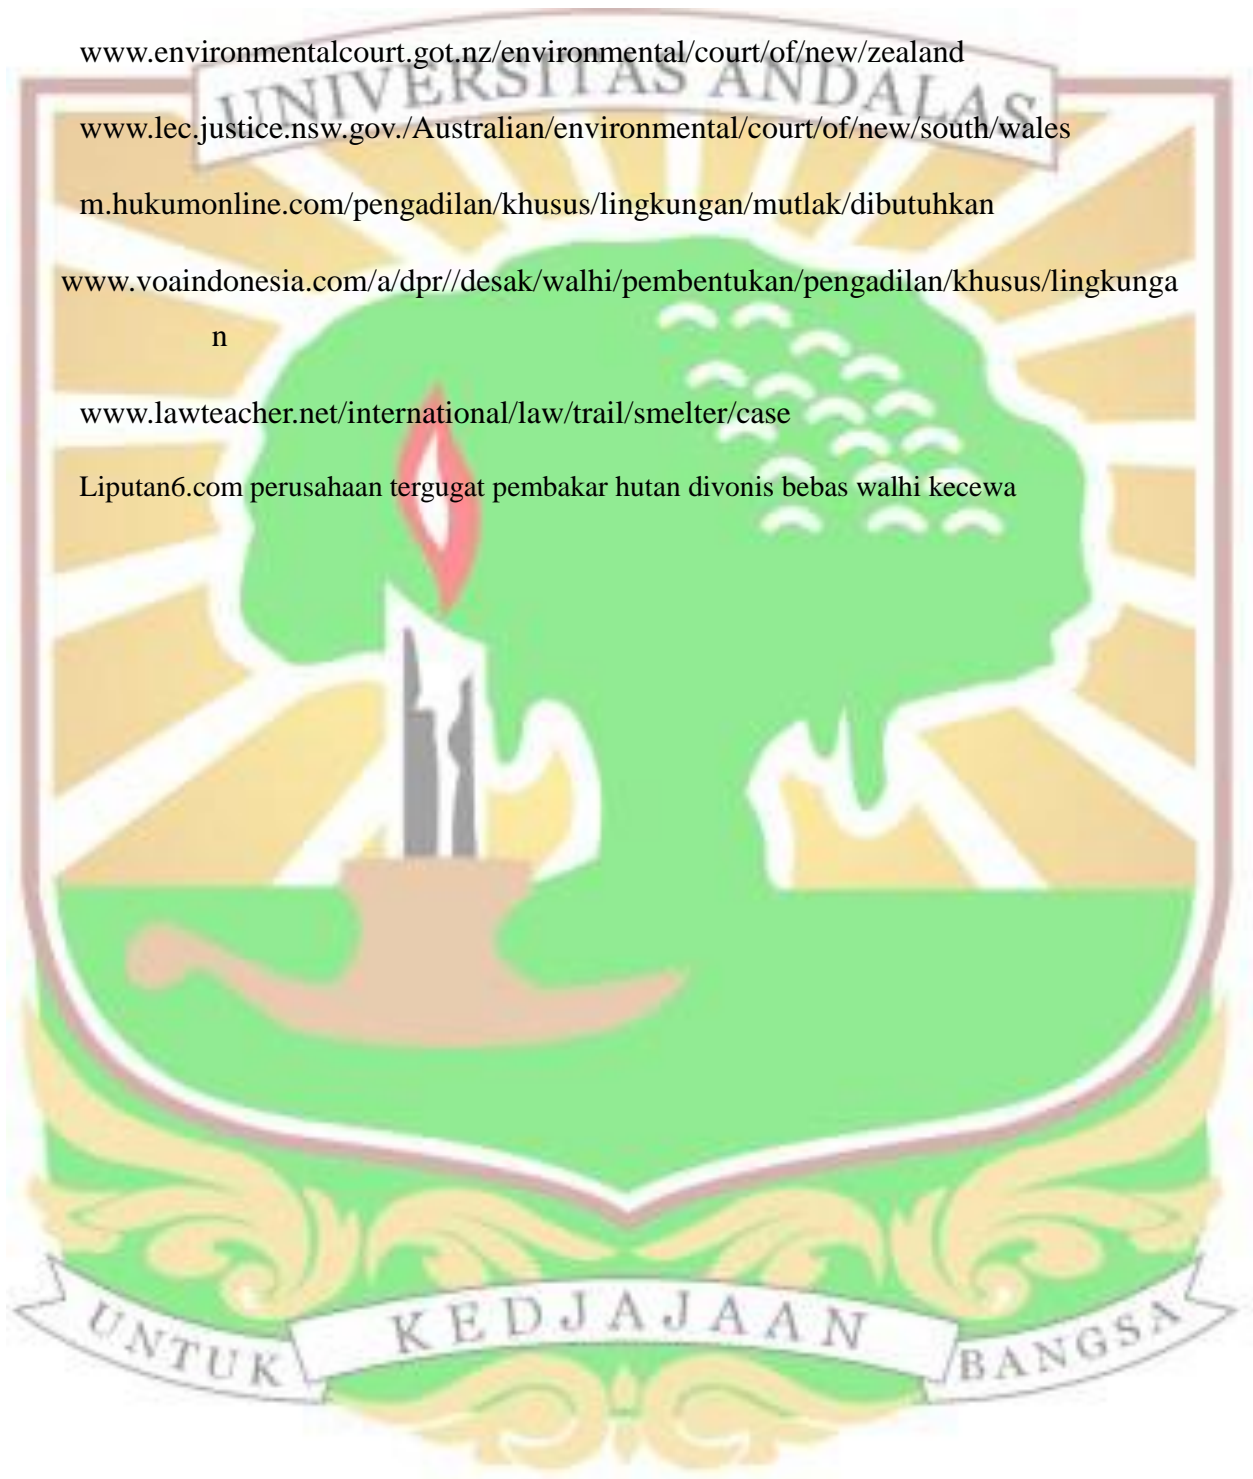 www.environmentalcourt.got.nz/environmental/court/of/new/zealand
UNIVERSITAS ANDALAS
www.lec.justice.nsw.gov./Australian/environmental/court/of/new/south/wales
m.hukumonline.com/pengadilan/khusus/lingkungan/mutlak/dibutuhkan
www.voaindonesia.com/a/dpr//desak/walhi/pembentukan/pengadilan/khusus/lingkunga
n
www.lawteacher.net/international/law/trail/smelter/case
Liputan6.com perusahaan tergugat pembakar hutan divonis bebas walhi kecewa
UNTUK KEDJAJAAN BANGSA